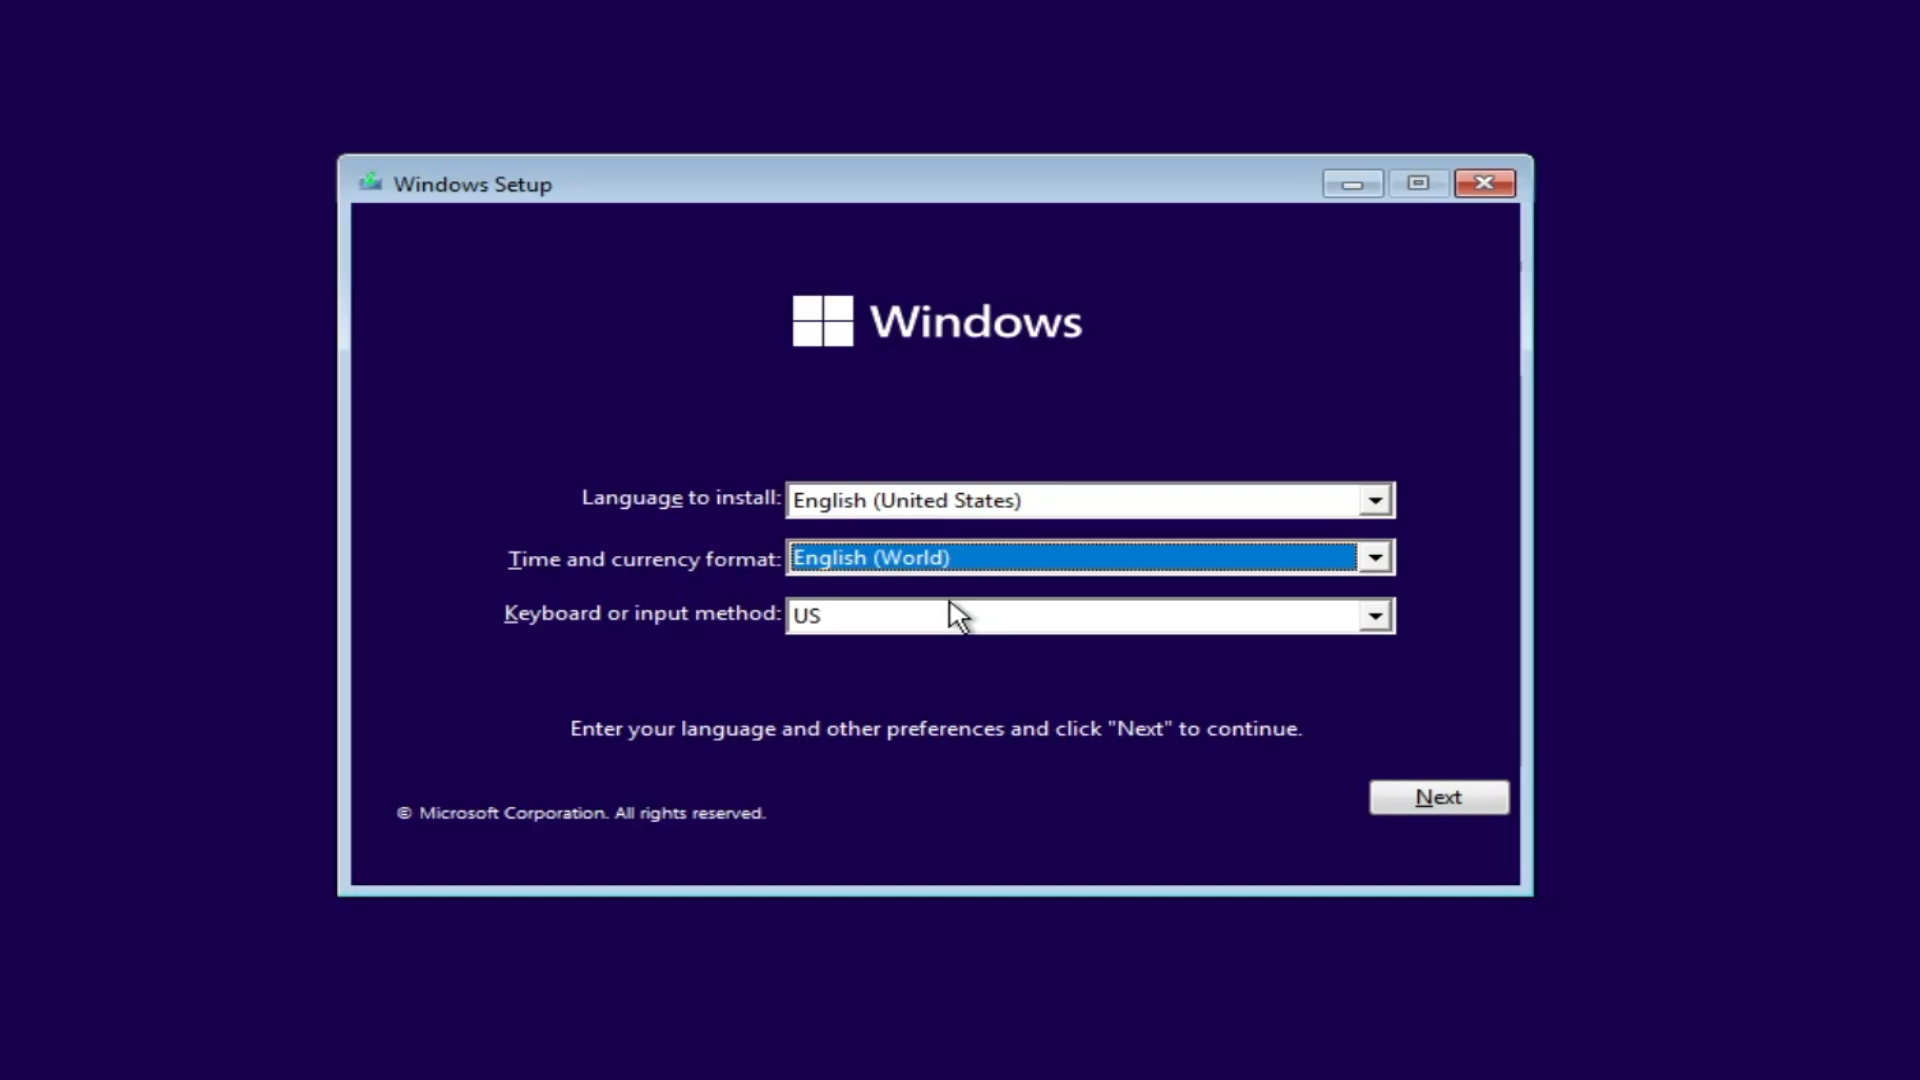 Windows Setup
Windows
Language to install: English (United States)
Time and currency format: English (World)
Keyboard or input method: US
Enter your language and other preferences and click "Next" to continue.
Next
© Microsoft Corporation. All rights reserved.